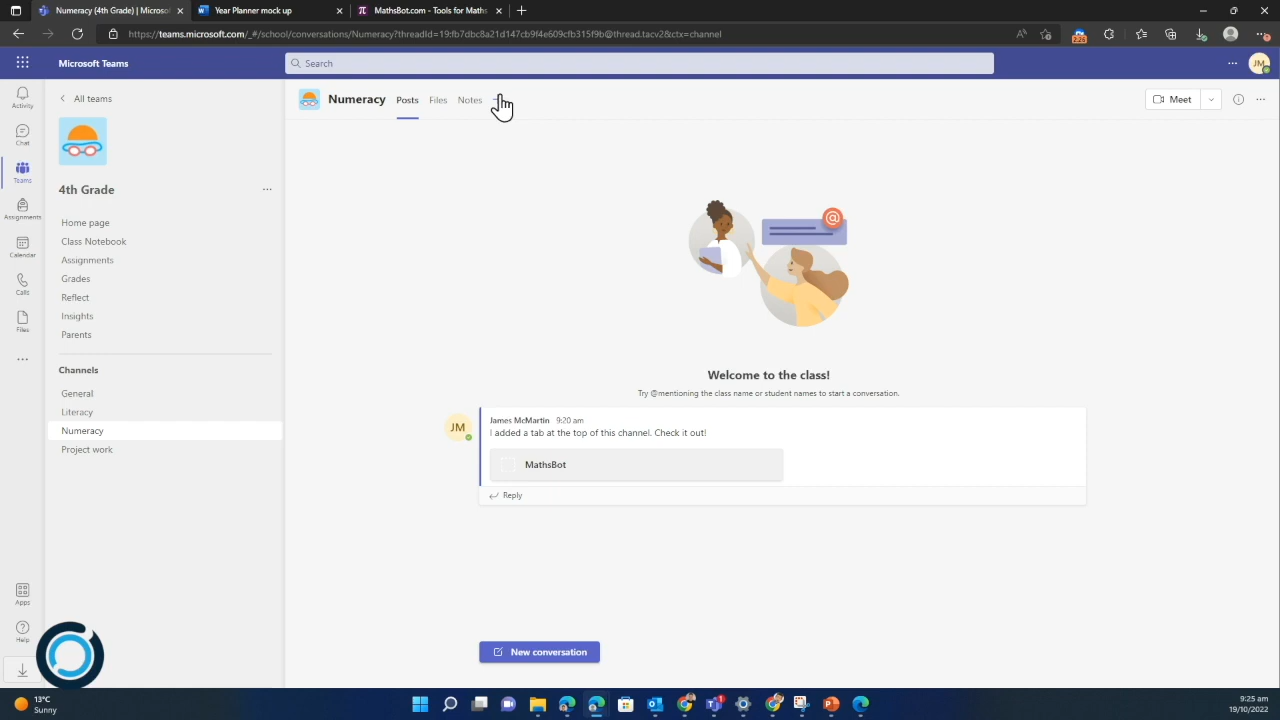 Numeracy (4th Grade) | Microsof
Year Planner mock up
MathsBot.com - Tools for Maths
https://teams.microsoft.com/_#/school/conversations/Numeracy?threadId=19:fb7dbc8a21d147cb9f4e609cfb315f9b@thread.tacv2&ctx=channel
2:26
Microsoft Teams
Search
JM
Activity
Chat
Teams
Assignments
Calendar
Calls
Files
Apps
Help
All teams
4th Grade
Home page
Class Notebook
Assignments
Grades
Reflect
Insights
Parents
Channels
General
Literacy
Numeracy
Project work
Numeracy Posts Files Notes
Meet
@
Welcome to the class!
Try @mentioning the class name or student names to start a conversation.
JM
James McMartin 9:20 am
I added a tab at the top of this channel. Check it out!
MathsBot
Reply
New conversation
13°C
Sunny
9:25 am
19/10/2022